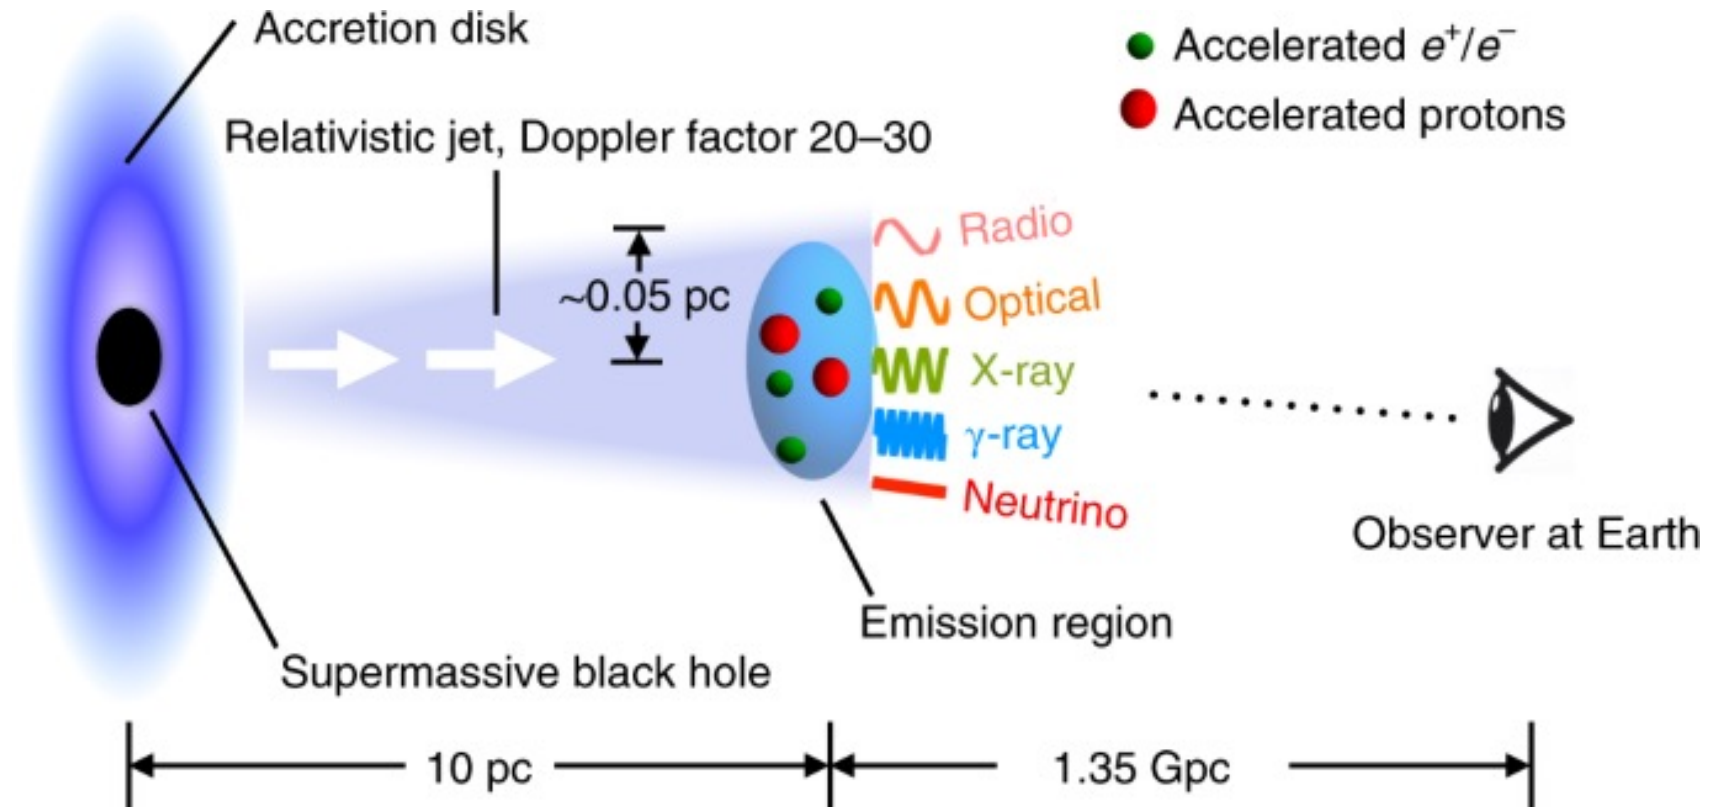 Accretion disk
Accelerated e⁺/e⁻
Accelerated protons
Relativistic jet, Doppler factor 20–30
Radio
~0.05 pc
Optical
X-ray
γ-ray
Neutrino
Observer at Earth
Emission region
Supermassive black hole
10 pc
1.35 Gpc